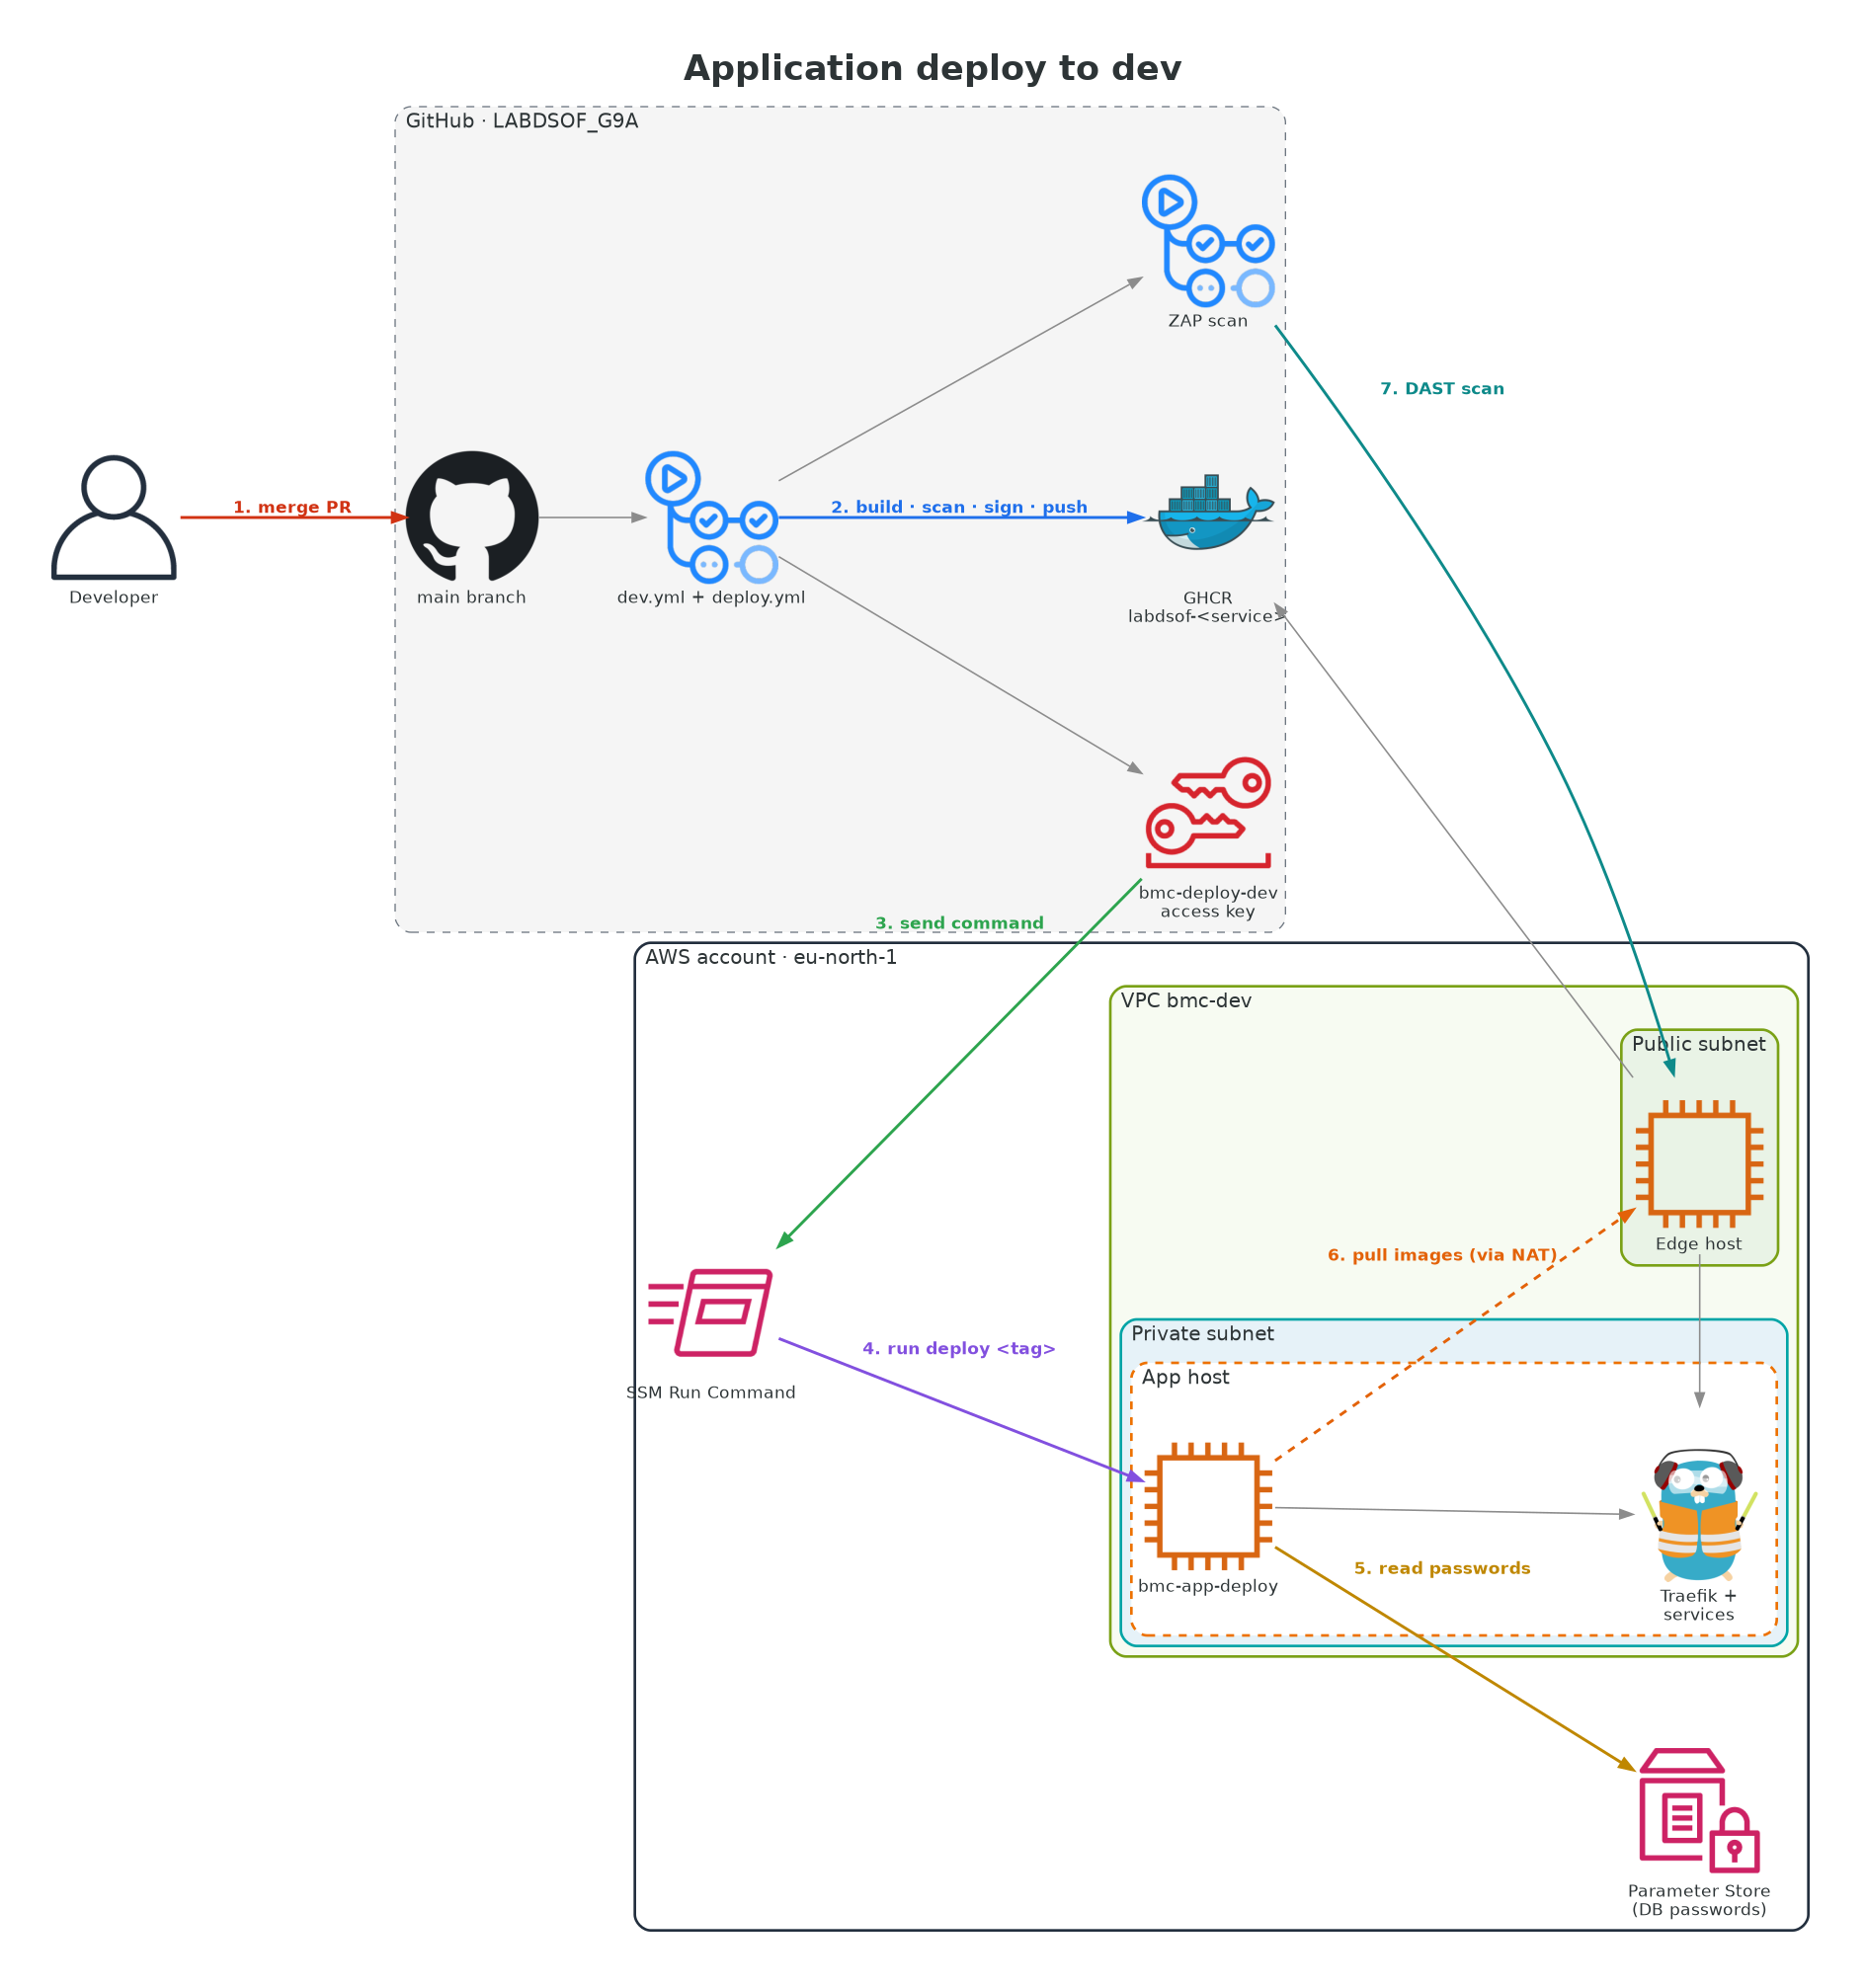 Application deploy to dev
GitHub · LABDSOF_G9A
ZAP scan
7. DAST scan
1. merge PR
2. build · scan · sign · push
Developer
main branch
dev.yml + deploy.yml
GHCR
labdsof-<service>
bmc-deploy-dev
access key
3. send command
AWS account · eu-north-1
VPC bmc-dev
Public subnet
Edge host
6. pull images (via NAT)
Private subnet
4. run deploy <tag>
App host
SSM Run Command
5. read passwords
bmc-app-deploy
Traefik +
services
Parameter Store
(DB passwords)